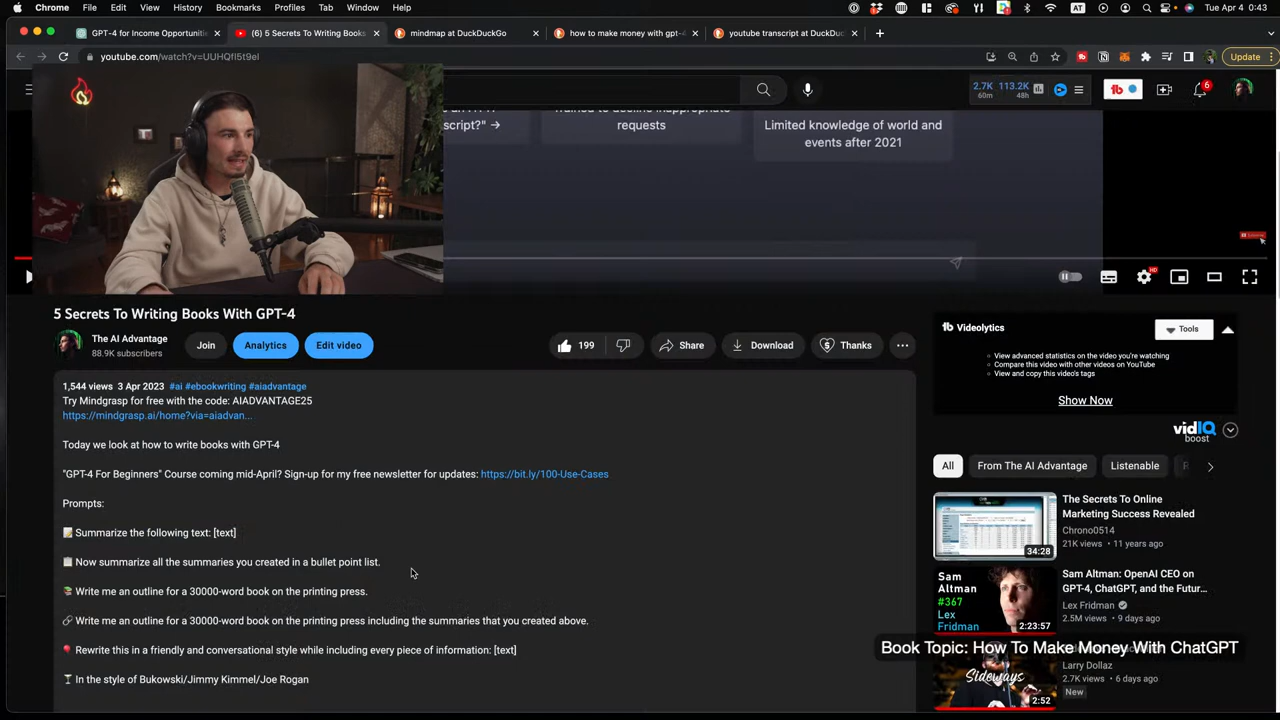 Chrome File Edit View History Bookmarks Profiles Tab Window Help
AT Tue Apr 4 0:43
GPT-4 for Income Opportuniti
(6) 5 Secrets To Writing Books
mindmap at DuckDuckGo
how to make money with gpt-4
youtube transcript at DuckDuc
youtube.com/watch?v=UUHQfI5t9eI
Update
2.7K 113.2K
60m 48h
6
script?" →
Trained to decline inappropriate
requests
Limited knowledge of world and
events after 2021
HD
5 Secrets To Writing Books With GPT-4
The AI Advantage
88.9K subscribers
Join
Analytics
Edit video
199
Share
Download
Thanks
1,544 views 3 Apr 2023 #ai #ebookwriting #aiadvantage
Try Mindgrasp for free with the code: AIADVANTAGE25
https://mindgrasp.ai/home?via=aiadvan...
Today we look at how to write books with GPT-4
"GPT-4 For Beginners" Course coming mid-April? Sign-up for my free newsletter for updates: https://bit.ly/100-Use-Cases
Prompts:
📝 Summarize the following text: [text]
📋 Now summarize all the summaries you created in a bullet point list.
📚 Write me an outline for a 30000-word book on the printing press.
🔗 Write me an outline for a 30000-word book on the printing press including the summaries that you created above.
🎈 Rewrite this in a friendly and conversational style while including every piece of information: [text]
🍸 In the style of Bukowski/Jimmy Kimmel/Joe Rogan
Videolytics
Tools
View advanced statistics on the video you're watching
Compare this video with other videos on YouTube
View and copy this video's tags
Show Now
vidIQ
boost
All
From The AI Advantage
Listenable
The Secrets To Online
Marketing Success Revealed
Chrono0514
21K views • 11 years ago
34:28
Sam
Altman
#367
Lex
Fridman
2:23:57
Sam Altman: OpenAI CEO on
GPT-4, ChatGPT, and the Futur...
Lex Fridman
2.5M views • 9 days ago
Book Topic: How To Make Money With ChatGPT
Sideways
2:52
Larry Dollaz
2.7K views • 6 days ago
New